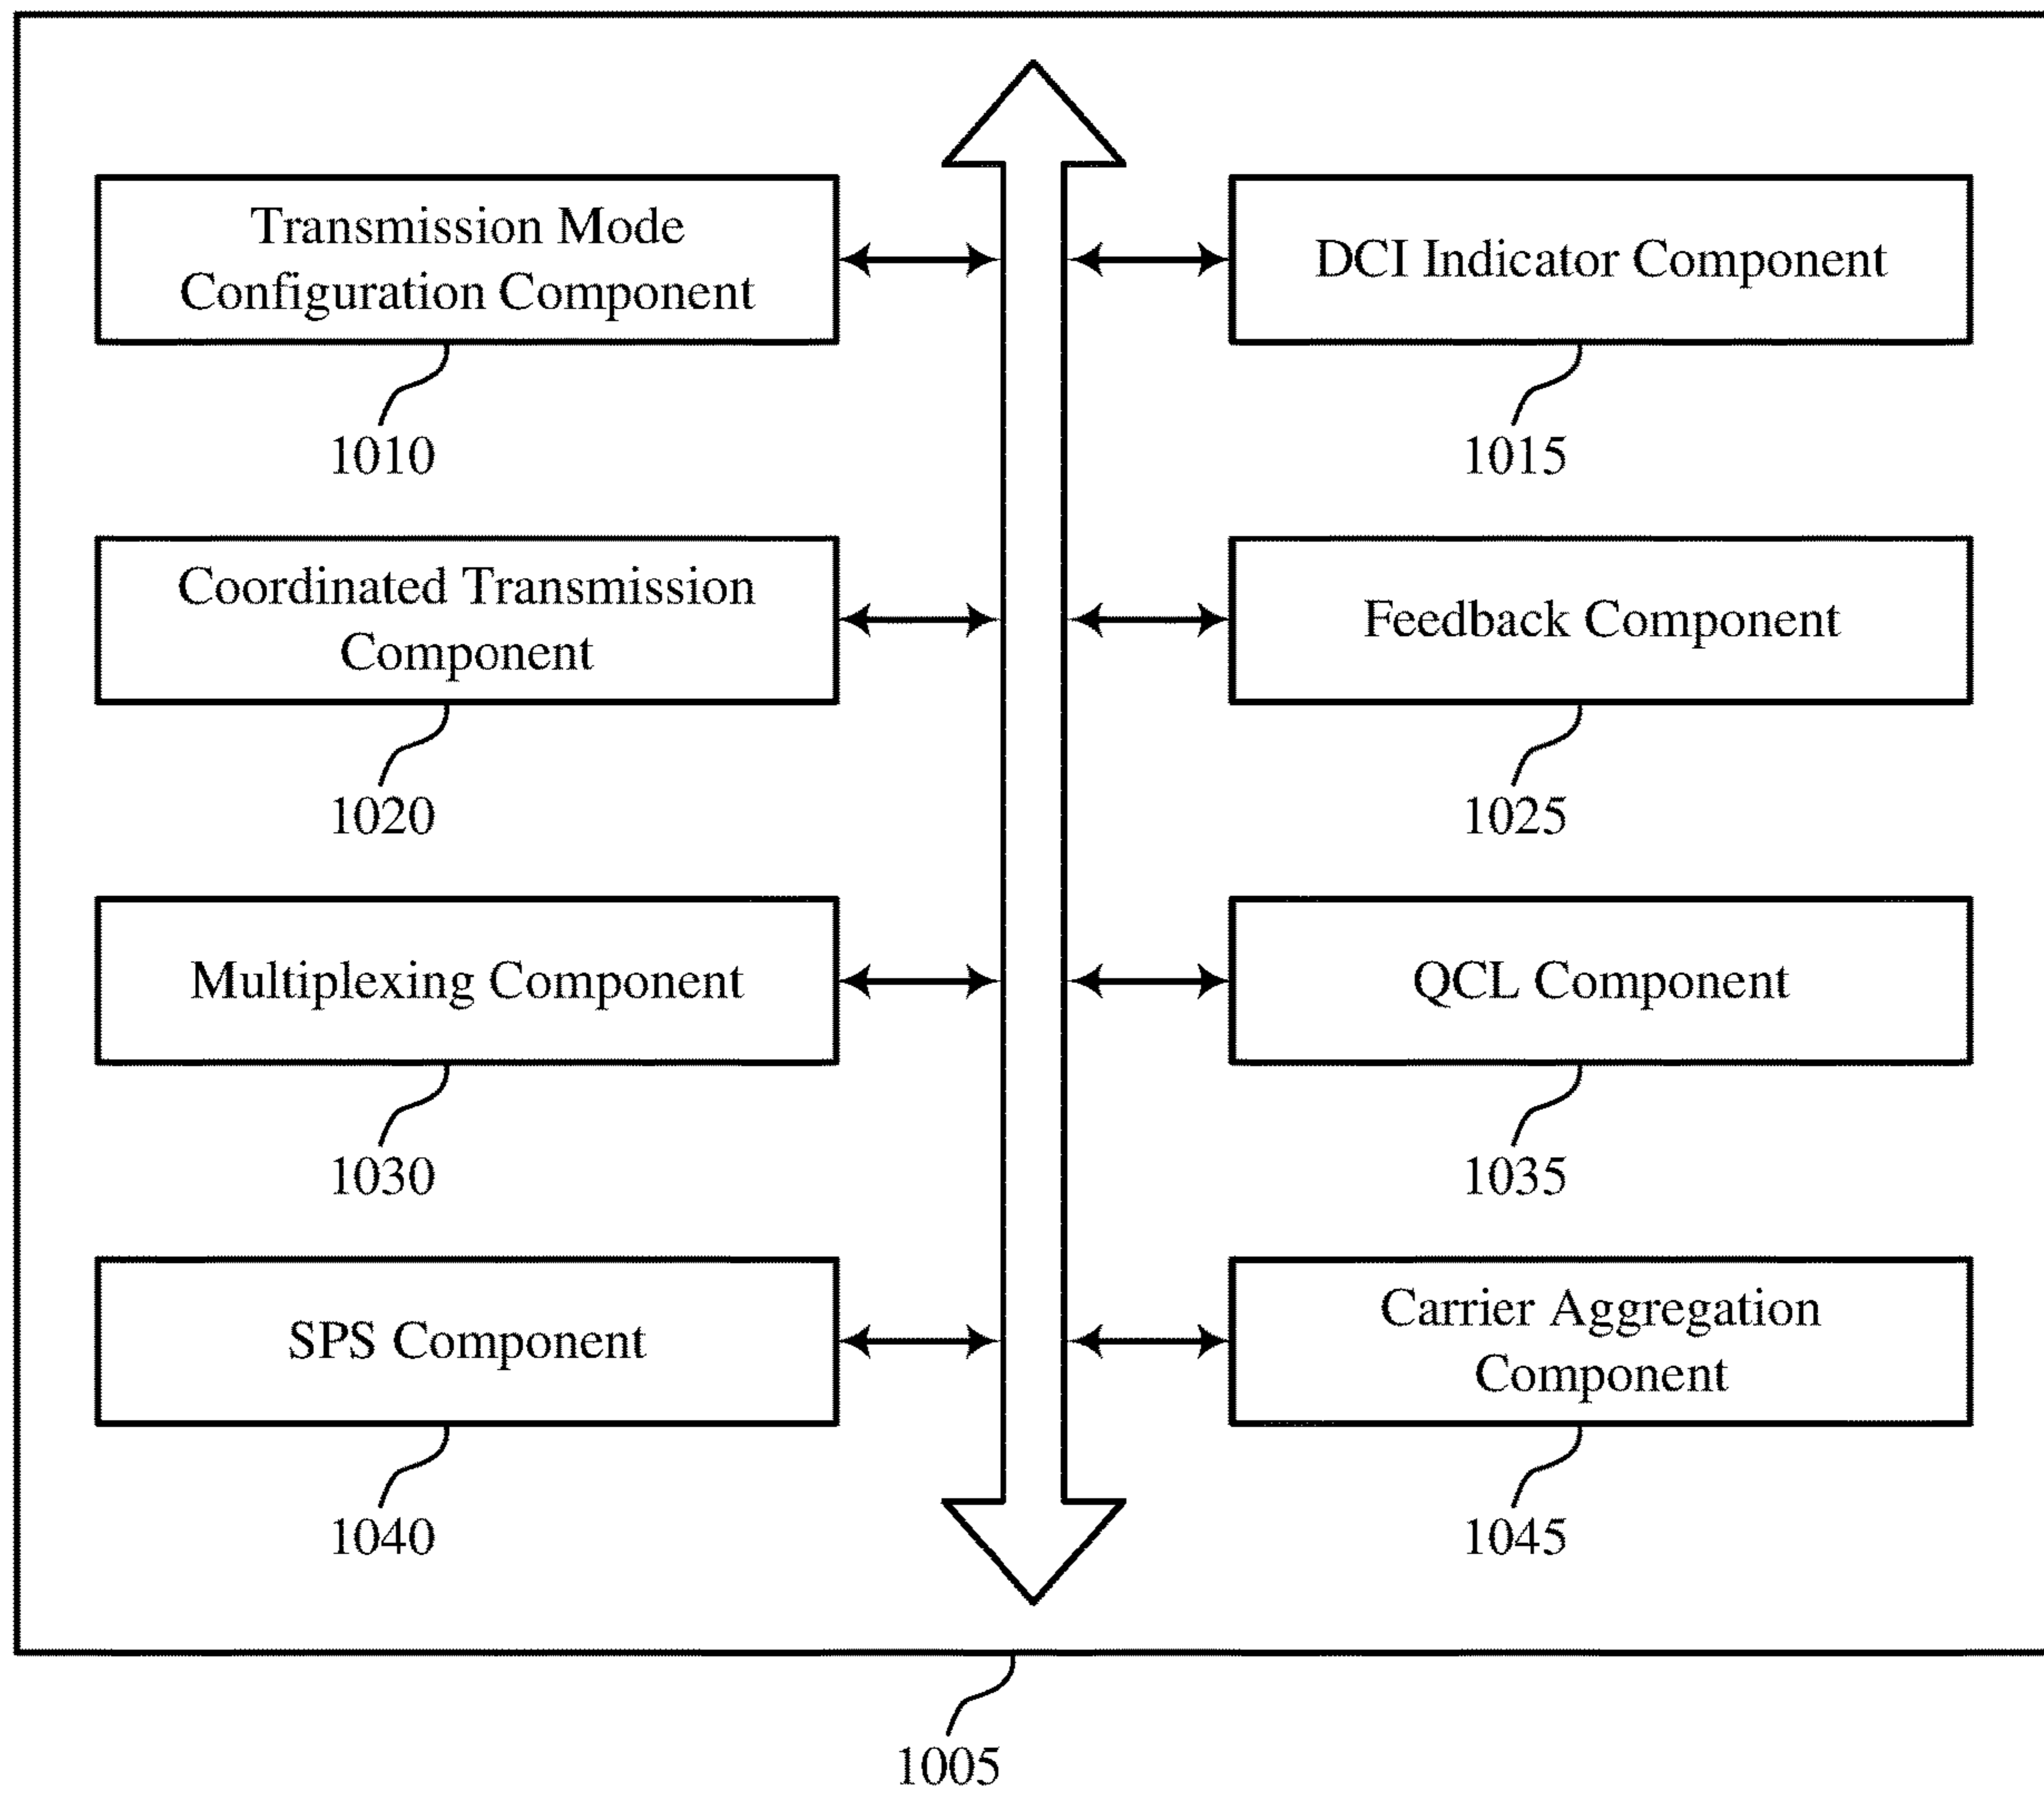 Transmission Mode
Configuration Component
1010
DCI Indicator Component
1015
Coordinated Transmission
Component
1020
Feedback Component
1025
Multiplexing Component
1030
QCL Component
1035
SPS Component
1040
Carrier Aggregation
Component
1045
1005